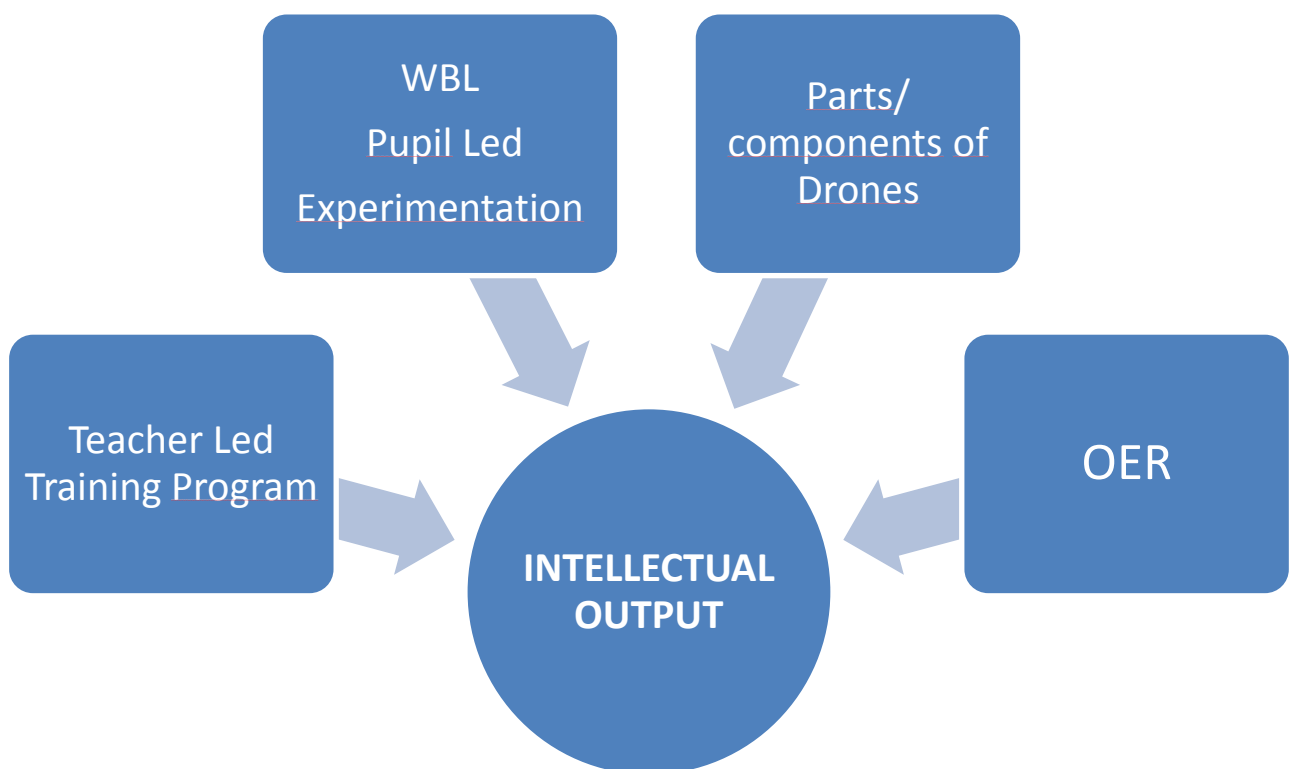 WBL
Pupil Led
Experimentation
Parts/
components of
Drones
Teacher Led
Training Program
OER
INTELLECTUAL
OUTPUT